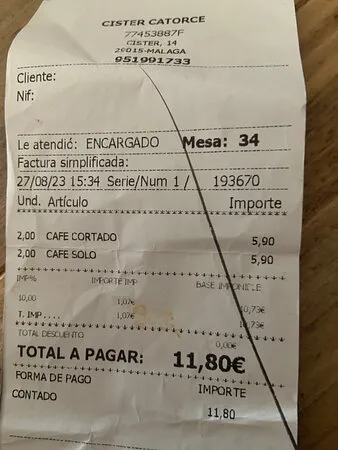 CISTER CATORCE
77453887F
CISTER, 14
29015-MALAGA
951991733
Cliente:
Nif:
Le atendió: ENCARGADO Mesa: 34
Factura simplificada:
27/08/23 15:34 Serie/Num 1 / 193670
Und. Artículo Importe
2,00 CAFE CORTADO 5,90
2,00 CAFE SOLO 5,90
IMP% IMPORTE IMP BASE IMPONIBLE
10,00 1,07€ 10,73€
T. IMP.... 1,07€ 10,73€
TOTAL DESCUENTO 0,00€
TOTAL A PAGAR: 11,80€
FORMA DE PAGO IMPORTE
CONTADO 11,80